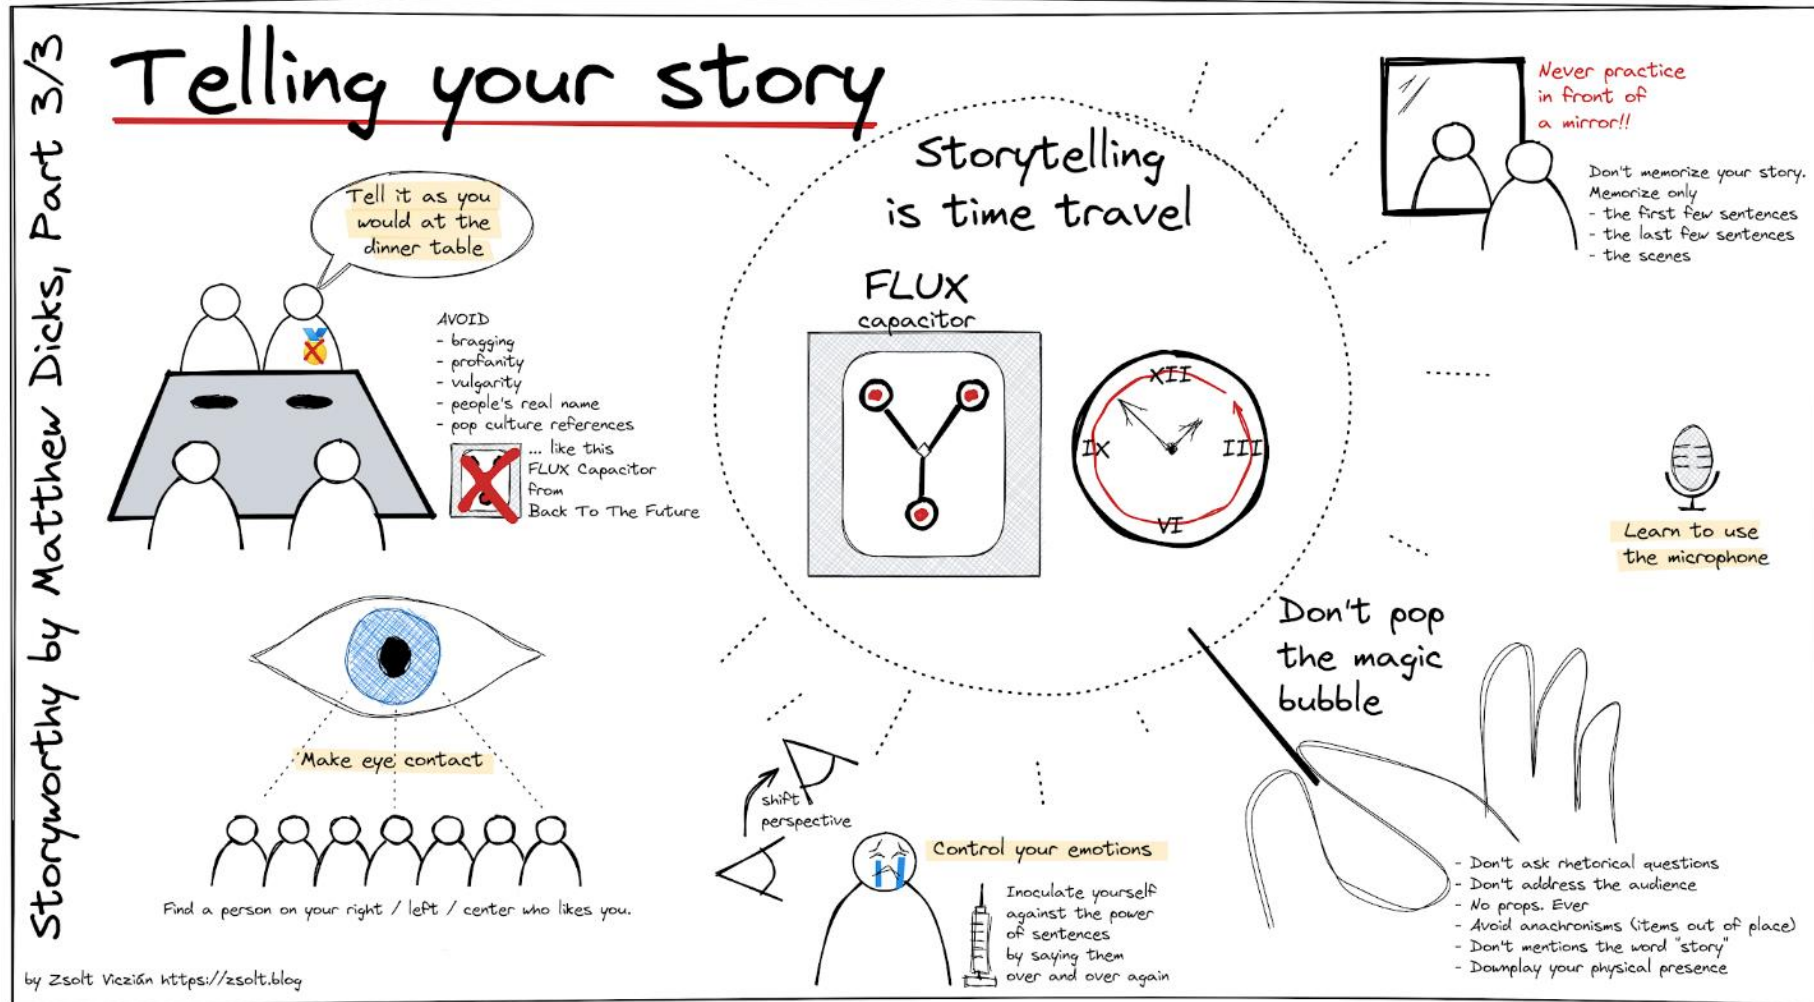 Storyworthy by Matthew Dicks, Part 3/3
Telling your story
Tell it as you
would at the
dinner table
AVOID
- bragging
- profanity
- vulgarity
- people's real name
- pop culture references
... like this
FLUX Capacitor
from
Back To The Future
Make eye contact
Find a person on your right / left / center who likes you.
by Zsolt Viczián https://zsolt.blog
Storytelling
is time travel
FLUX
capacitor
XII
IX
III
VI
Don't pop
the magic
bubble
- Don't ask rhetorical questions
- Don't address the audience
- No props. Ever
- Avoid anachronisms (items out of place)
- Don't mentions the word "story"
- Downplay your physical presence
shift
perspective
Control your emotions
Inoculate yourself
against the power
of sentences
by saying them
over and over again
Never practice
in front of
a mirror!!
Don't memorize your story.
Memorize only
- the first few sentences
- the last few sentences
- the scenes
Learn to use
the microphone